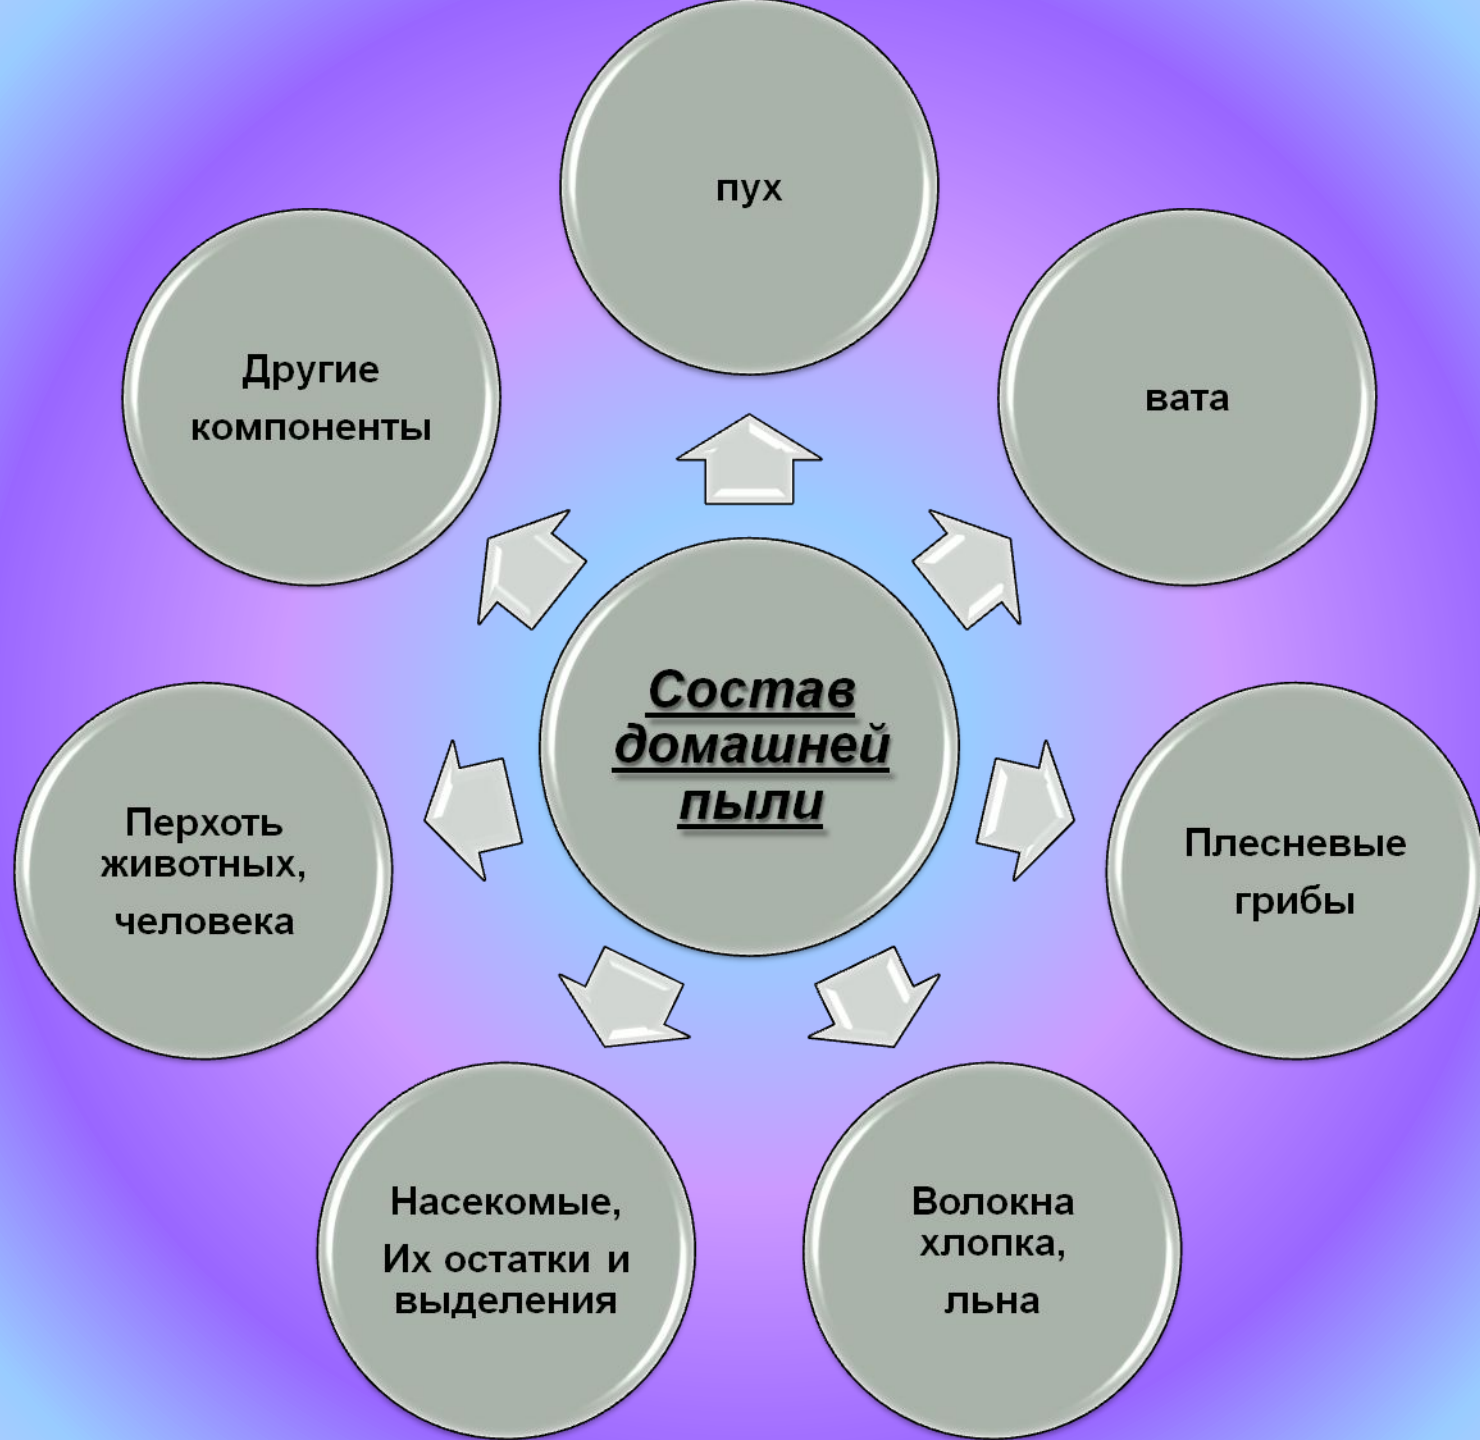 пух
вата
Плесневые
грибы
Волокна
хлопка,
льна
Насекомые,
Их остатки и
выделения
Перхоть
животных,
человека
Другие
компоненты
Состав
домашней
пыли